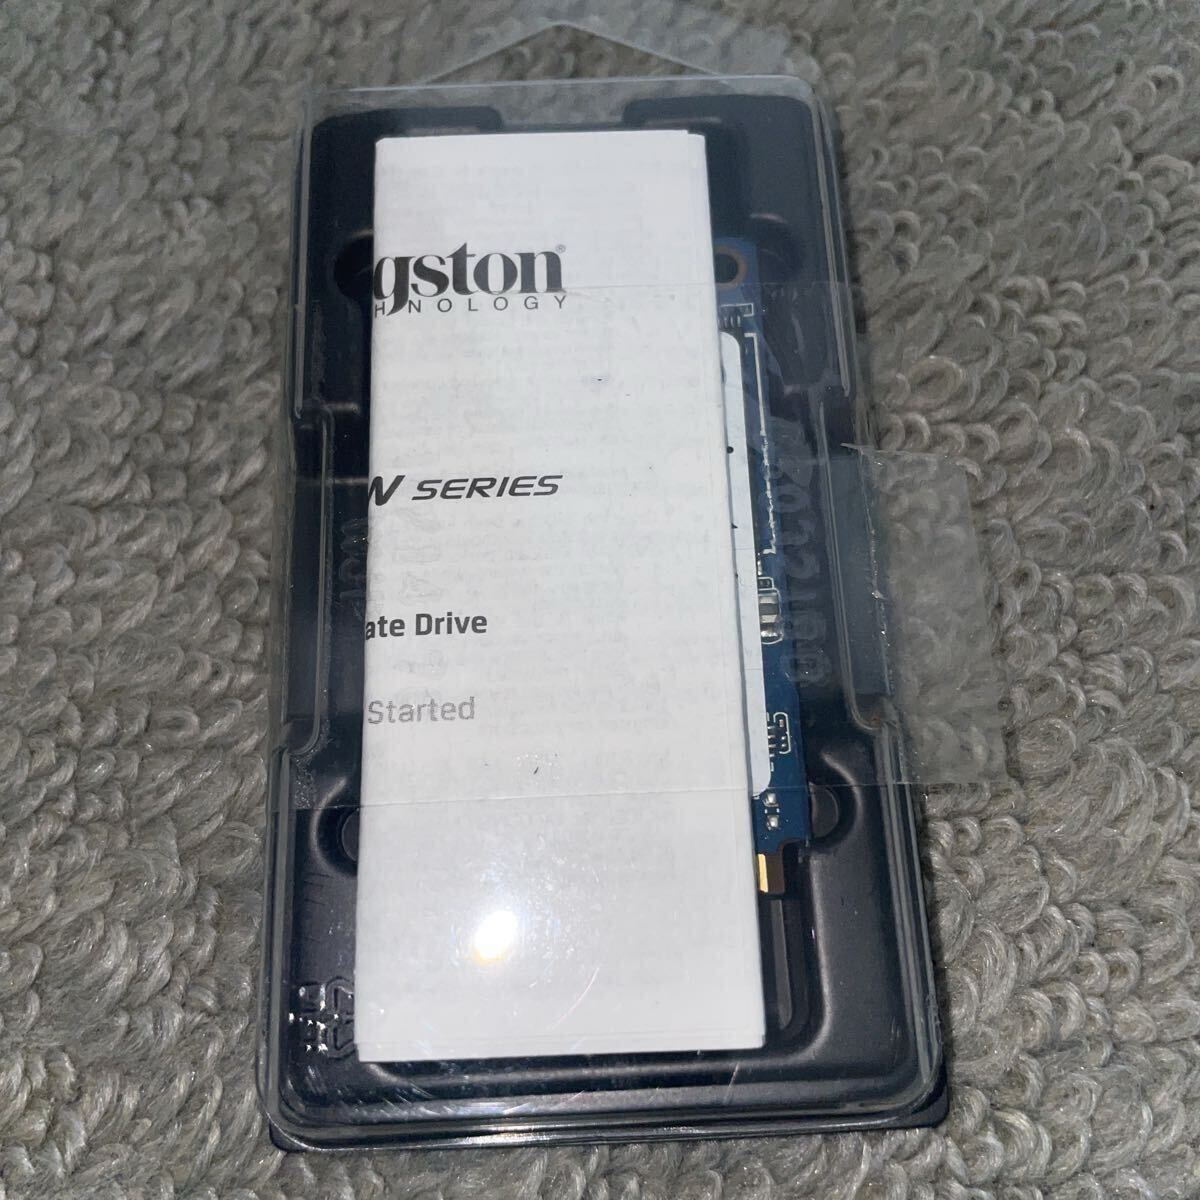 gston®
HNOLOGY
W SERIES
ate Drive
Started